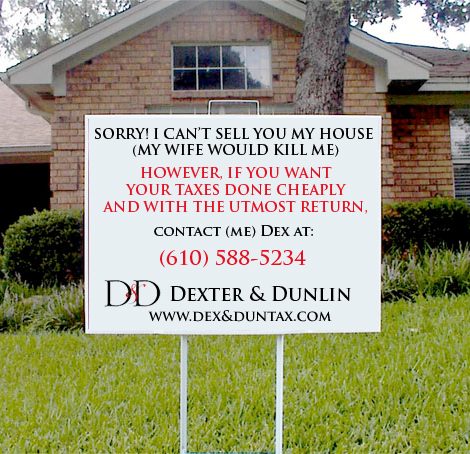 SORRY! I CAN'T SELL YOU MY HOUSE
(MY WIFE WOULD KILL ME)
HOWEVER, IF YOU WANT
YOUR TAXES DONE CHEAPLY
AND WITH THE UTMOST RETURN,
CONTACT (ME) DEX AT:
(610) 588-5234
D&D DEXTER & DUNLIN
WWW.DEX&DUNTAX.COM